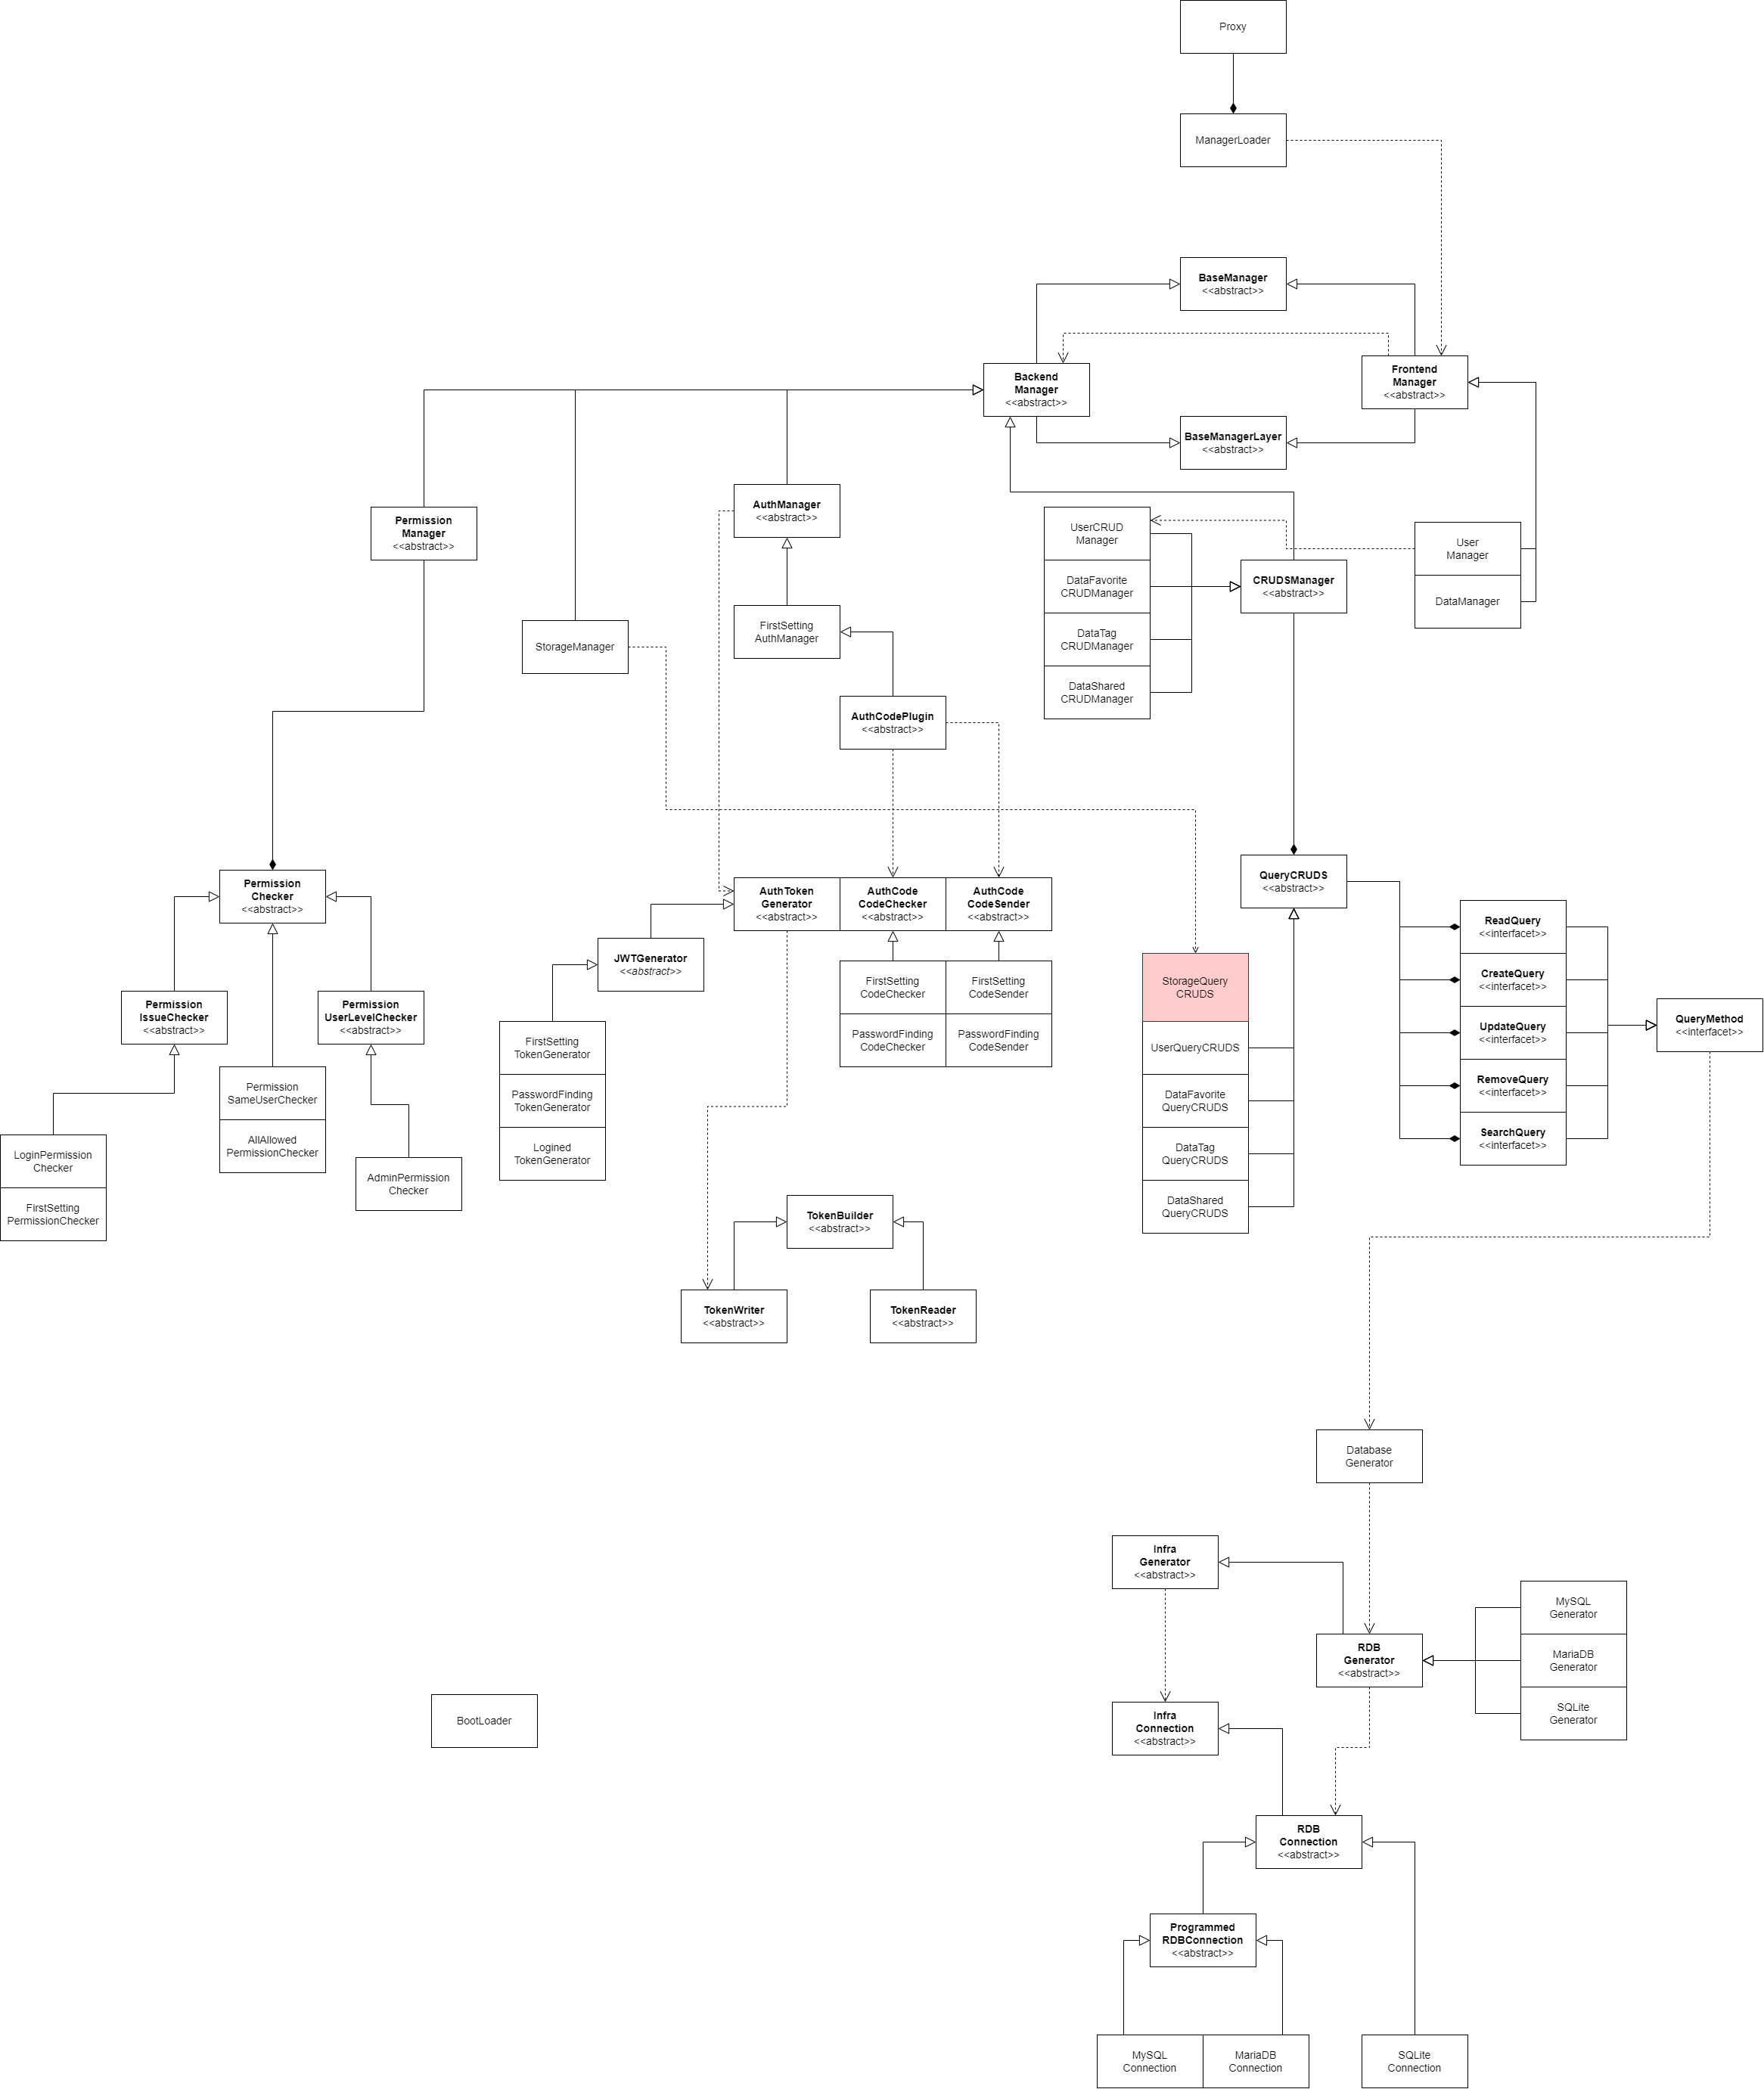 Proxy
ManagerLoader
BaseManager
<<abstract>>
Backend
Manager
<<abstract>>
Frontend
Manager
<<abstract>>
BaseManagerLayer
<<abstract>>
Permission
Manager
<<abstract>>
AuthManager
<<abstract>>
UserCRUD
Manager
DataFavorite
CRUDManager
DataTag
CRUDManager
DataShared
CRUDManager
CRUDSManager
<<abstract>>
User
Manager
DataManager
StorageManager
FirstSetting
AuthManager
AuthCodePlugin
<<abstract>>
Permission
Checker
<<abstract>>
AuthToken
Generator
<<abstract>>
AuthCode
CodeChecker
<<abstract>>
AuthCode
CodeSender
<<abstract>>
QueryCRUDS
<<abstract>>
JWTGenerator
<<abstract>>
FirstSetting
CodeChecker
FirstSetting
CodeSender
PasswordFinding
CodeChecker
PasswordFinding
CodeSender
StorageQuery
CRUDS
UserQueryCRUDS
DataFavorite
QueryCRUDS
DataTag
QueryCRUDS
DataShared
QueryCRUDS
ReadQuery
<<interfacet>>
CreateQuery
<<interfacet>>
UpdateQuery
<<interfacet>>
RemoveQuery
<<interfacet>>
SearchQuery
<<interfacet>>
QueryMethod
<<interfacet>>
Permission
IssueChecker
<<abstract>>
Permission
UserLevelChecker
<<abstract>>
Permission
SameUserChecker
AllAllowed
PermissionChecker
FirstSetting
TokenGenerator
PasswordFinding
TokenGenerator
Logined
TokenGenerator
LoginPermission
Checker
FirstSetting
PermissionChecker
AdminPermission
Checker
TokenBuilder
<<abstract>>
TokenWriter
<<abstract>>
TokenReader
<<abstract>>
Database
Generator
Infra
Generator
<<abstract>>
RDB
Generator
<<abstract>>
MySQL
Generator
MariaDB
Generator
SQLite
Generator
BootLoader
Infra
Connection
<<abstract>>
RDB
Connection
<<abstract>>
Programmed
RDBConnection
<<abstract>>
MySQL
Connection
MariaDB
Connection
SQLite
Connection